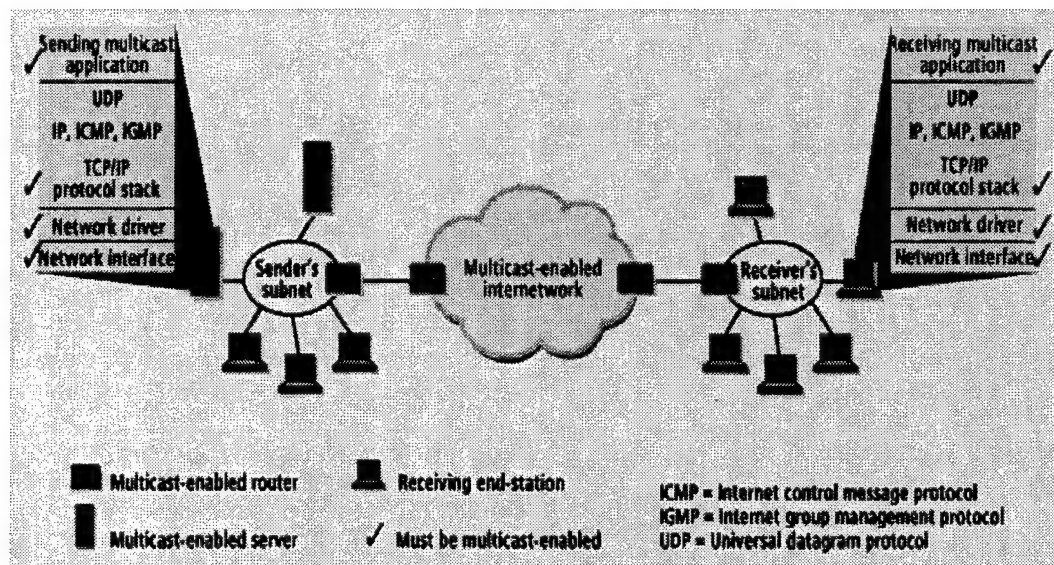 Sending multicast
application
UDP
IP, ICMP, IGMP
TCP/IP
protocol stack
Network driver
Network interface
Sender's
subnet
Multicast-enabled
internetwork
Receiver's
subnet
Receiving multicast
application
UDP
IP, ICMP, IGMP
TCP/IP
protocol stack
Network driver
Network interface
Multicast-enabled router
Multicast-enabled server
Receiving end-station
✓ Must be multicast-enabled
ICMP = Internet control message protocol
IGMP = Internet group management protocol
UDP = Universal datagram protocol